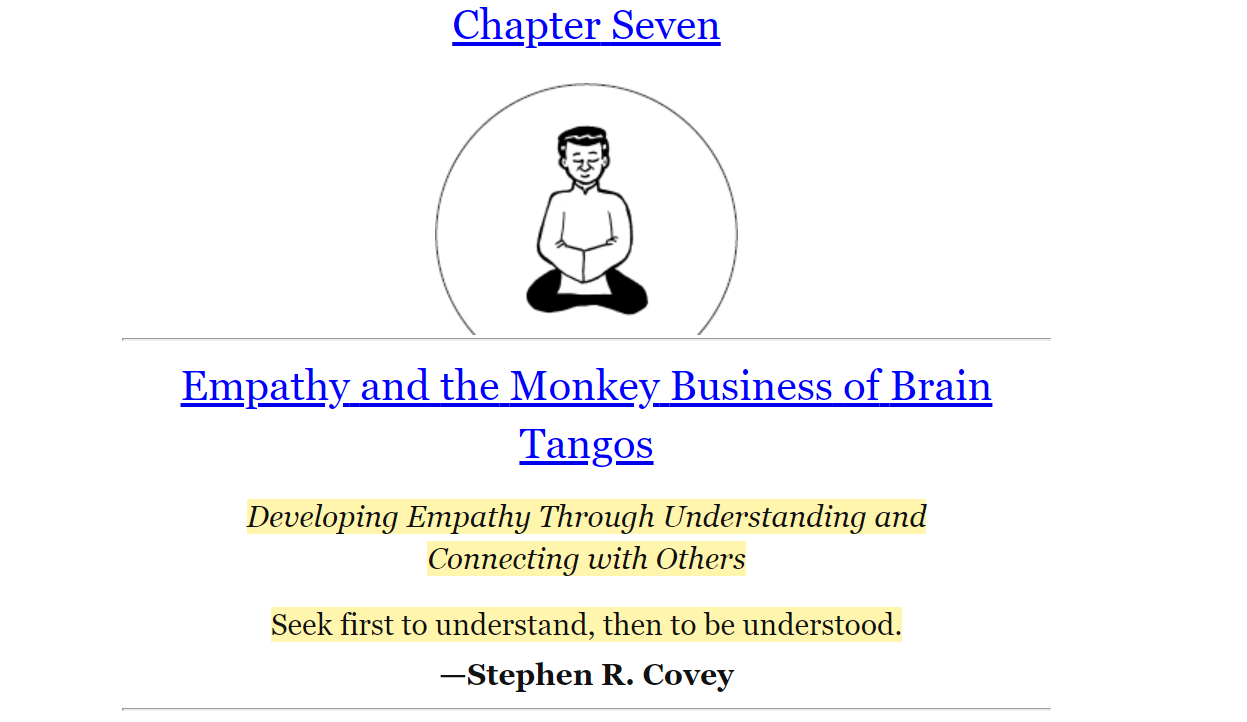 Chapter Seven
Empathy and the Monkey Business of Brain
Tangos
Developing Empathy Through Understanding and
Connecting with Others
Seek first to understand, then to be understood.
—Stephen R. Covey